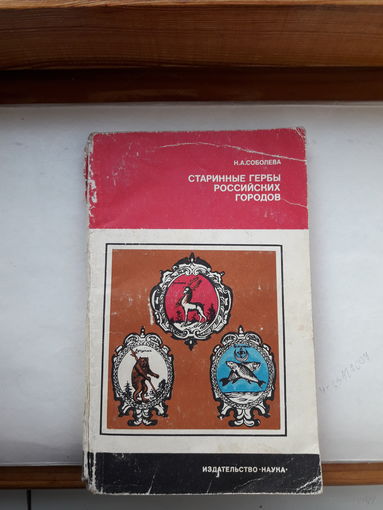 Н.А.СОБОЛЕВА
СТАРИННЫЕ ГЕРБЫ
РОССИЙСКИХ
ГОРОДОВ
ИЗДАТЕЛЬСТВО «НАУКА»